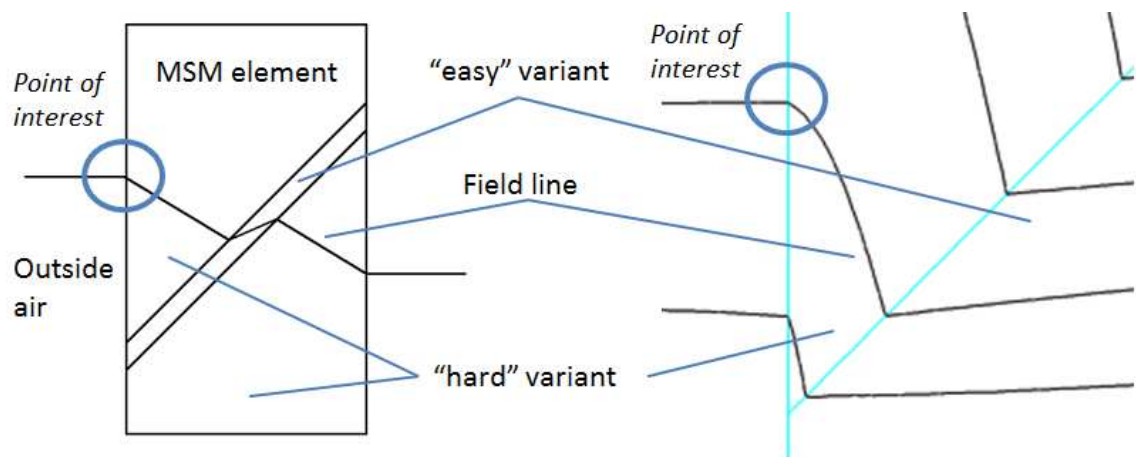 Point of
interest
MSM element
"easy" variant
Point of
interest
Field line
Outside
air
"hard" variant